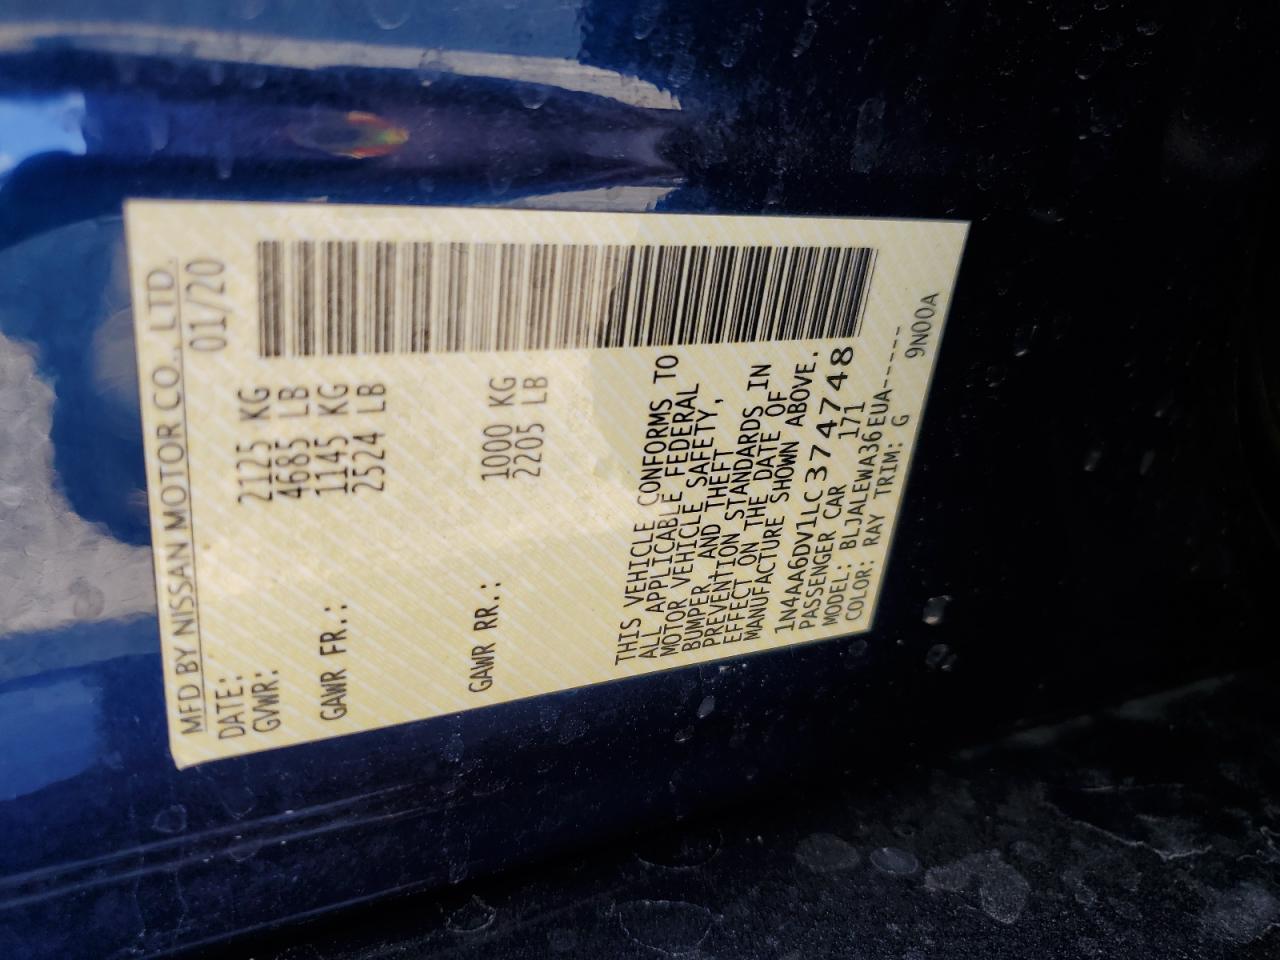 MFD BY NISSAN MOTOR CO., LTD.
DATE: 01/20
GVWR: 2125 KG
4685 LB
GAWR FR.: 1145 KG
2524 LB
GAWR RR.: 1000 KG
2205 LB
THIS VEHICLE CONFORMS TO
ALL APPLICABLE FEDERAL
MOTOR VEHICLE SAFETY,
BUMPER, AND THEFT
PREVENTION STANDARDS IN
EFFECT ON THE DATE OF
MANUFACTURE SHOWN ABOVE.
1N4AA6DV1LC374748
PASSENGER CAR 171
MODEL: BLJALEWA36EUA-----
COLOR: RAY TRIM: G
9N00A